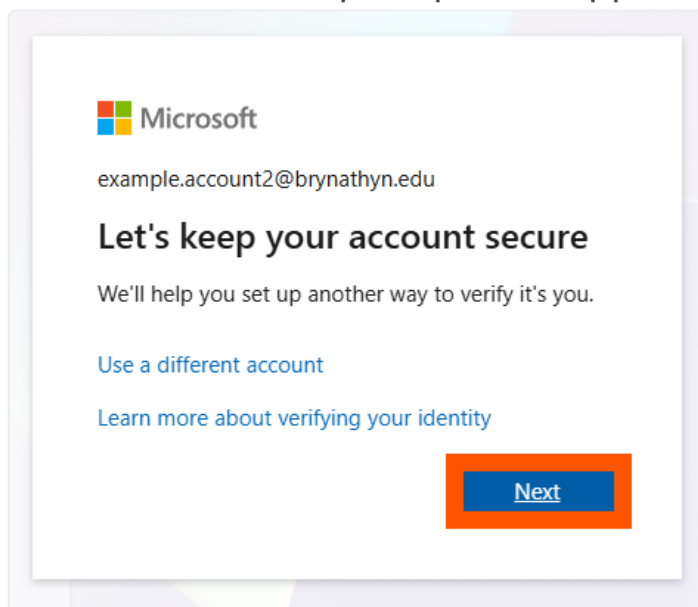 Microsoft
example.account2@brynathyn.edu
Let's keep your account secure
We'll help you set up another way to verify it's you.
Use a different account
Learn more about verifying your identity
Next